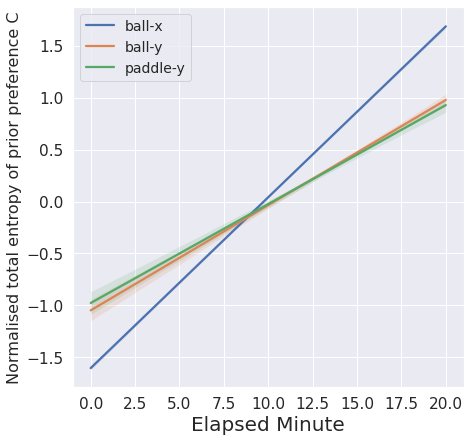 Normalised total entropy of prior preference C
1.5
1.0
0.5
0.0
−0.5
−1.0
−1.5
ball-x
ball-y
paddle-y
0.0 2.5 5.0 7.5 10.0 12.5 15.0 17.5 20.0
Elapsed Minute